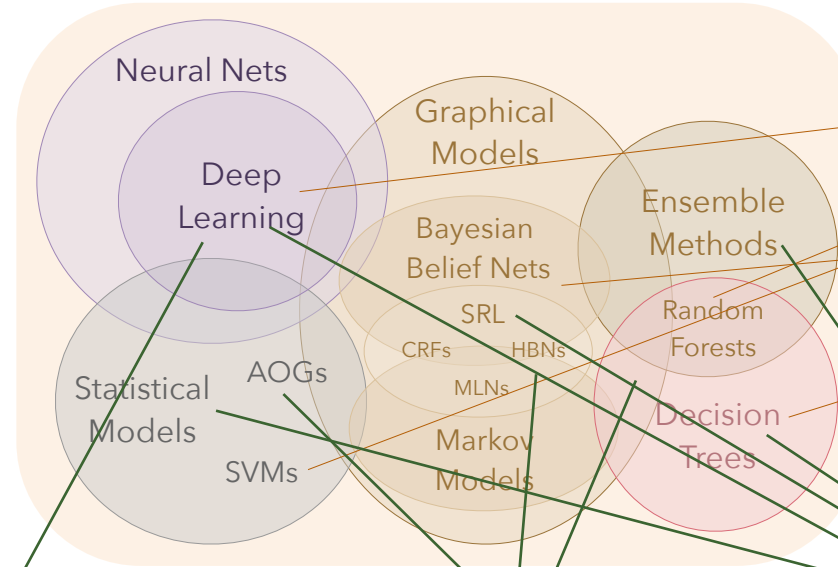 Neural Nets
Deep
Learning
Graphical
Models
Bayesian
Belief Nets
SRL
CRFs
HBNs
MLNs
Markov
Models
Ensemble
Methods
Random
Forests
Decision
Trees
Statistical
Models
AOGs
SVMs